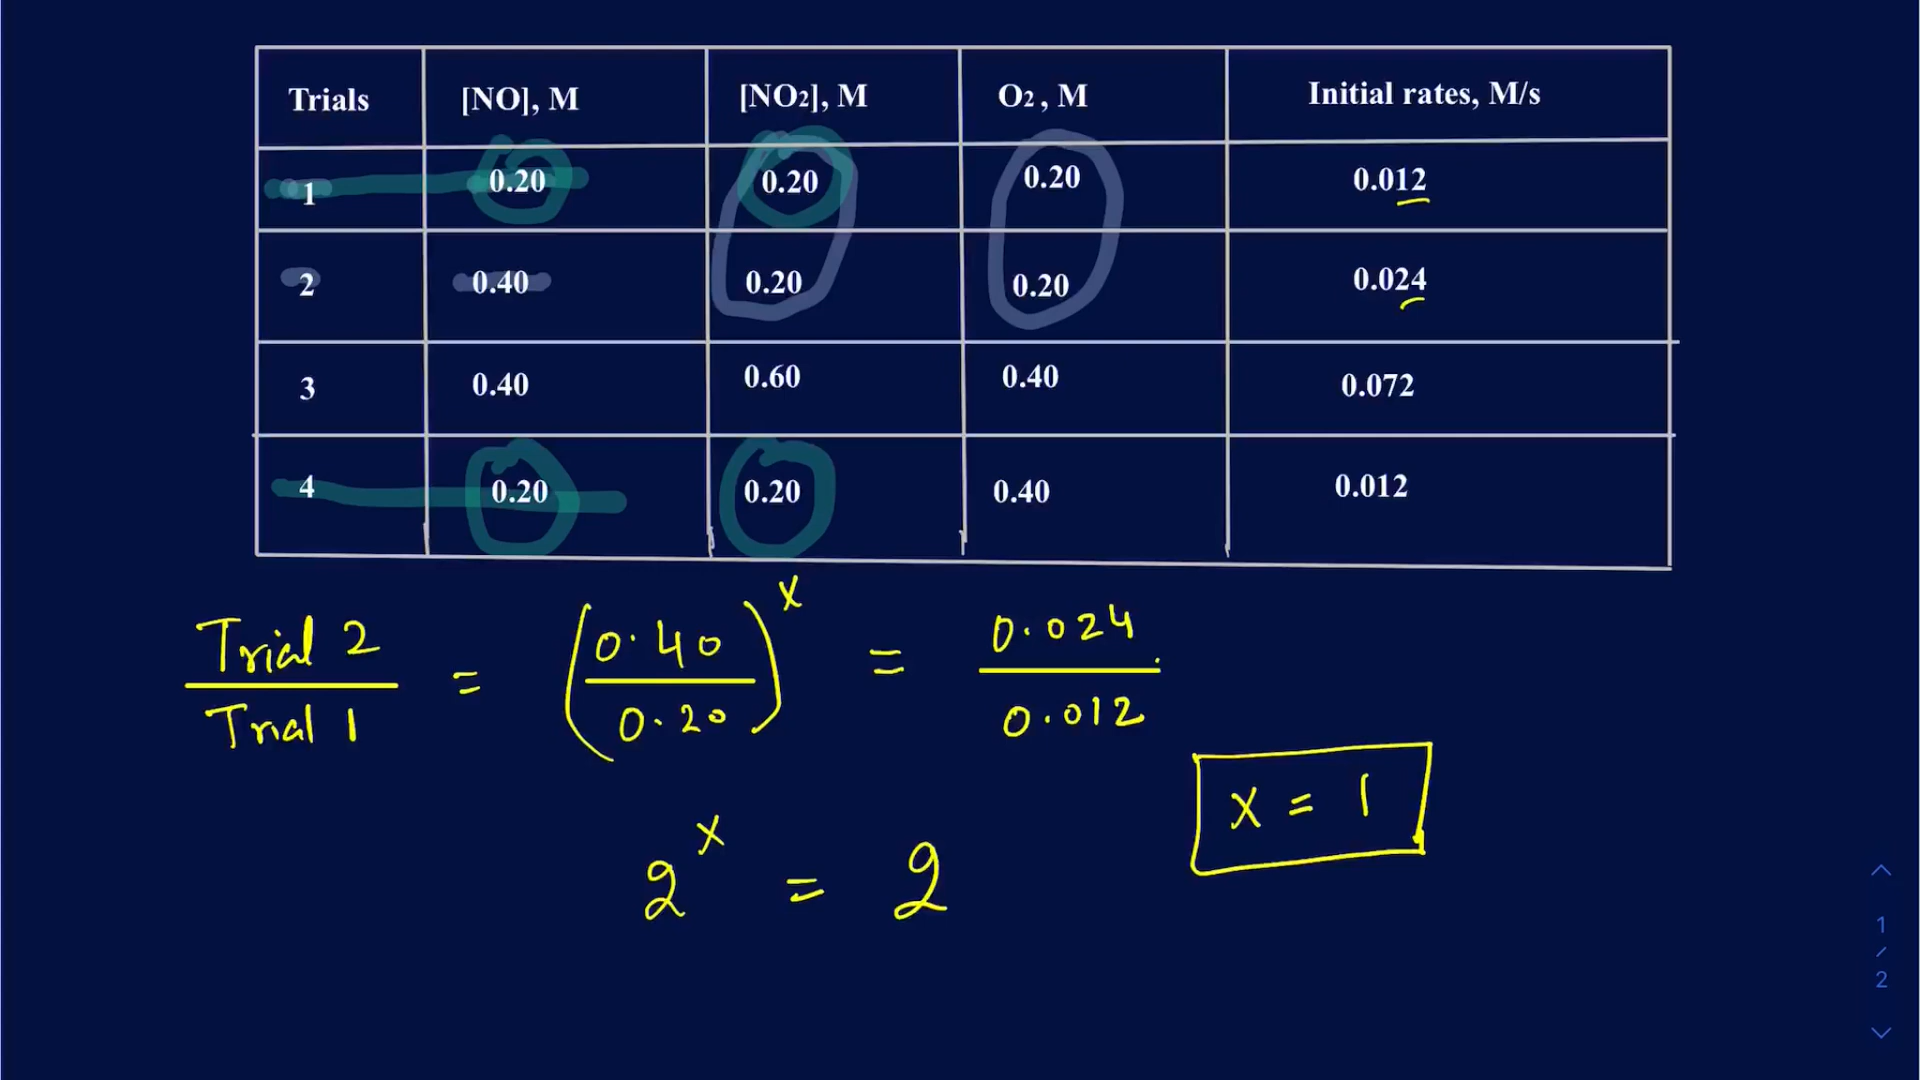 Trials [NO], M [NO2], M O2 , M Initial rates, M/s
1 0.20 0.20 0.20 0.012
2 0.40 0.20 0.20 0.024
3 0.40 0.60 0.40 0.072
4 0.20 0.20 0.40 0.012
Trial 2 / Trial 1 = (0.40 / 0.20)^x = 0.024 / 0.012
x = 1
2^x = 2
1
/
2